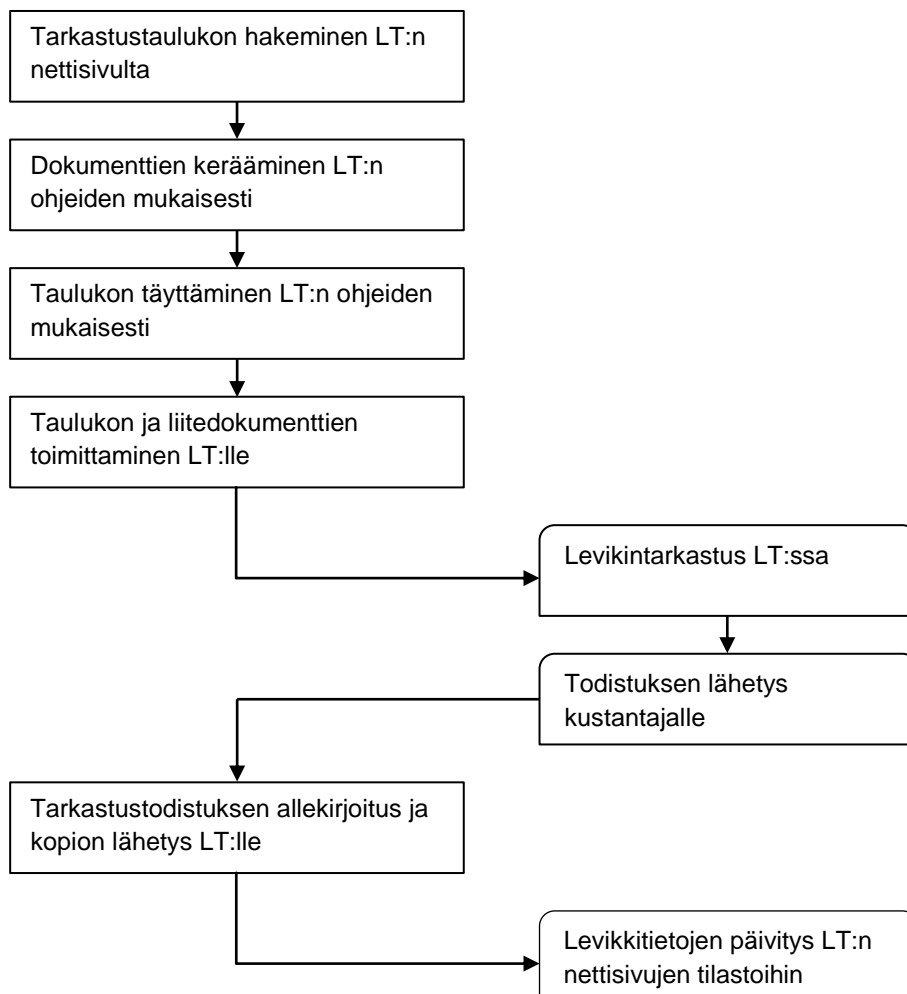 Tarkastustaulukon hakeminen LT:n
nettisivulta
Dokumenttien kerääminen LT:n
ohjeiden mukaisesti
Taulukon täyttäminen LT:n ohjeiden
mukaisesti
Taulukon ja liitedokumenttien
toimittaminen LT:lle
Levikintarkastus LT:ssa
Todistuksen lähetys
kustantajalle
Tarkastustodistuksen allekirjoitus ja
kopion lähetys LT:lle
Levikkitietojen päivitys LT:n
nettisivujen tilastoihin